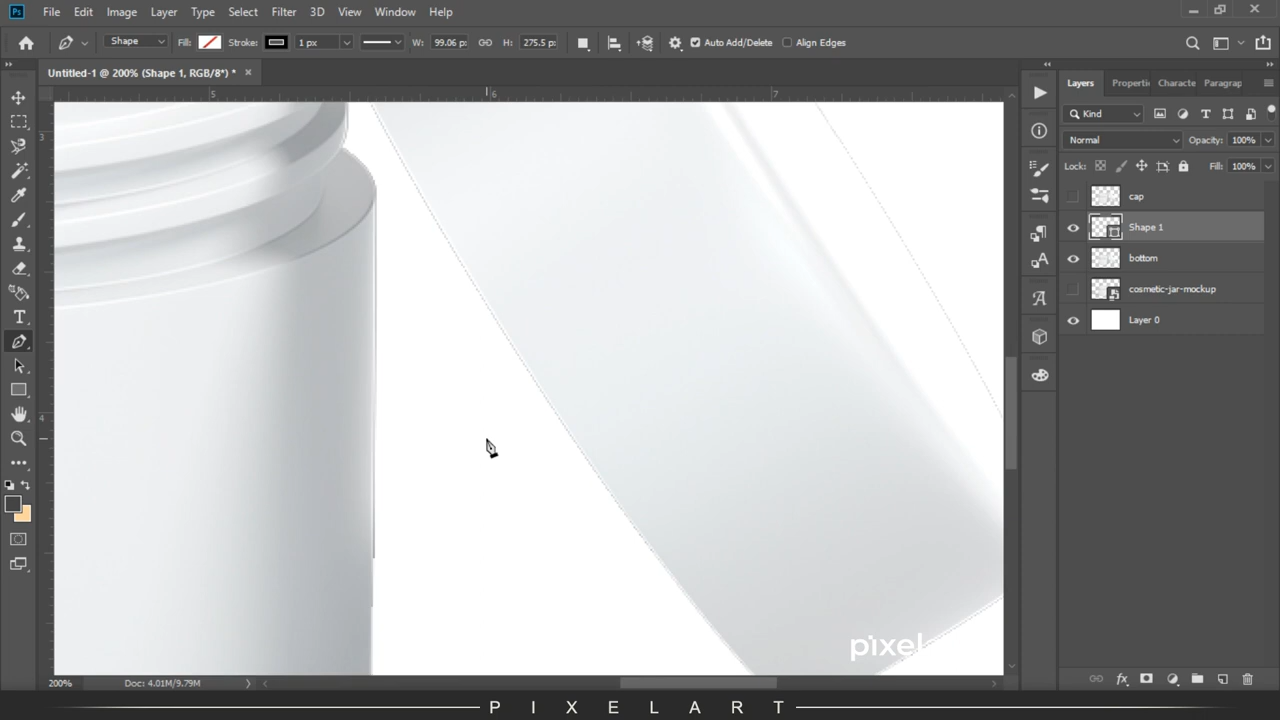 Ps File Edit Image Layer Type Select Filter 3D View Window Help
Shape Fill: Stroke: 1 px W: 99.06 p: H: 275.5 p: Auto Add/Delete Align Edges
Untitled-1 @ 200% (Shape 1, RGB/8*) * ×
5 6 7
3
4
Layers Properti Characte Paragrap
Kind
Normal Opacity: 100%
Lock: Fill: 100%
cap
Shape 1
bottom
cosmetic-jar-mockup
Layer 0
pixel
200% Doc: 4.01M/9.79M
PIXELART